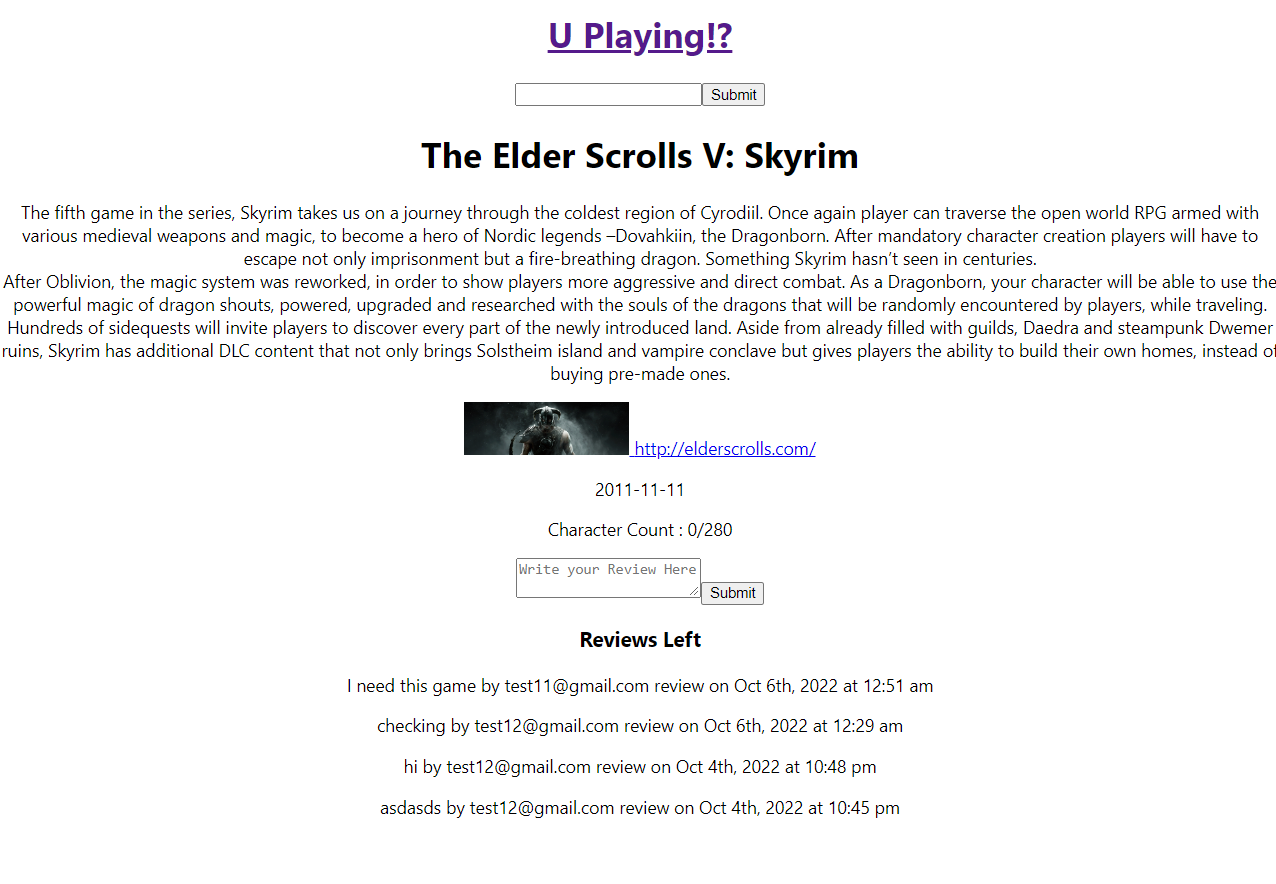 U Playing!?
Submit
The Elder Scrolls V: Skyrim
The fifth game in the series, Skyrim takes us on a journey through the coldest region of Cyrodiil. Once again player can traverse the open world RPG armed with
various medieval weapons and magic, to become a hero of Nordic legends –Dovahkiin, the Dragonborn. After mandatory character creation players will have to
escape not only imprisonment but a fire-breathing dragon. Something Skyrim hasn’t seen in centuries.
After Oblivion, the magic system was reworked, in order to show players more aggressive and direct combat. As a Dragonborn, your character will be able to use the
powerful magic of dragon shouts, powered, upgraded and researched with the souls of the dragons that will be randomly encountered by players, while traveling.
Hundreds of sidequests will invite players to discover every part of the newly introduced land. Aside from already filled with guilds, Daedra and steampunk Dwemer
ruins, Skyrim has additional DLC content that not only brings Solstheim island and vampire conclave but gives players the ability to build their own homes, instead of
buying pre-made ones.
http://elderscrolls.com/
2011-11-11
Character Count : 0/280
Write your Review Here
Submit
Reviews Left
I need this game by test11@gmail.com review on Oct 6th, 2022 at 12:51 am
checking by test12@gmail.com review on Oct 6th, 2022 at 12:29 am
hi by test12@gmail.com review on Oct 4th, 2022 at 10:48 pm
asdasds by test12@gmail.com review on Oct 4th, 2022 at 10:45 pm